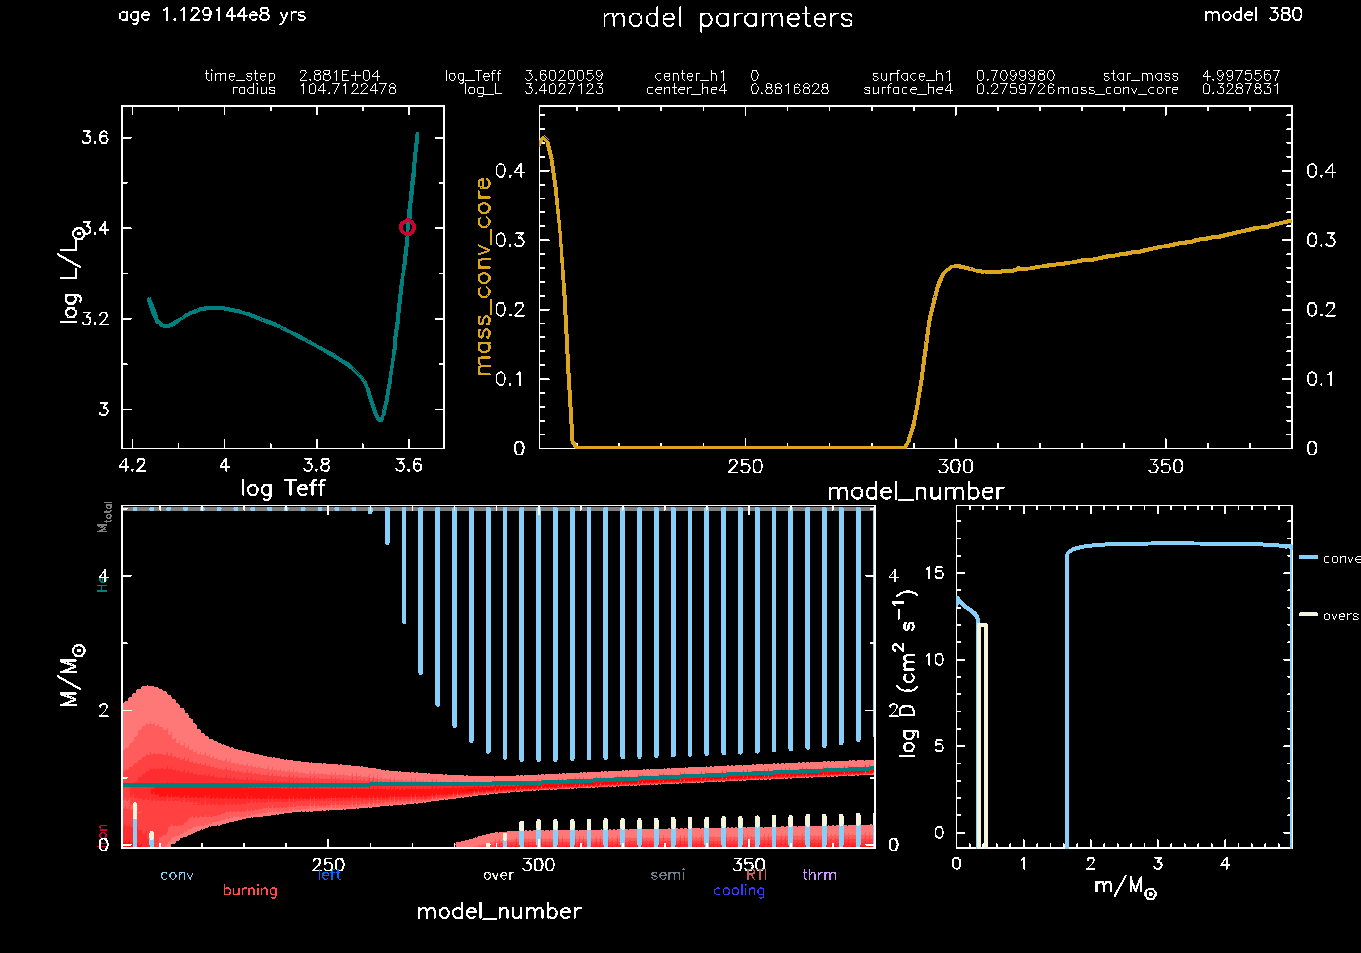 age 1.129144e8 yrs model parameters model 380
time_step 2.881E+04 log_Teff 3.6020059 center_h1 0 surface_h1 0.7099980 star_mass 4.9975567
radius 104.7122478 log_L 3.4027123 center_he4 0.8816828 surface_he4 0.2759726 mass_conv_core 0.3287831
log L/L⊙
3.6
3.4
3.2
3
4.2 4 3.8 3.6
log Teff
mass_conv_core
0.4 0.4
0.3 0.3
0.2 0.2
0.1 0.1
0 0
250 300 350
model_number
Mtotal
He
M/M⊙
4 4
2 2
0 0
250 300 350
conv left over semi RTI thrm
burning cooling
model_number
log D (cm² s⁻¹)
15
10
5
0
0 1 2 3 4
m/M⊙
conve
overs